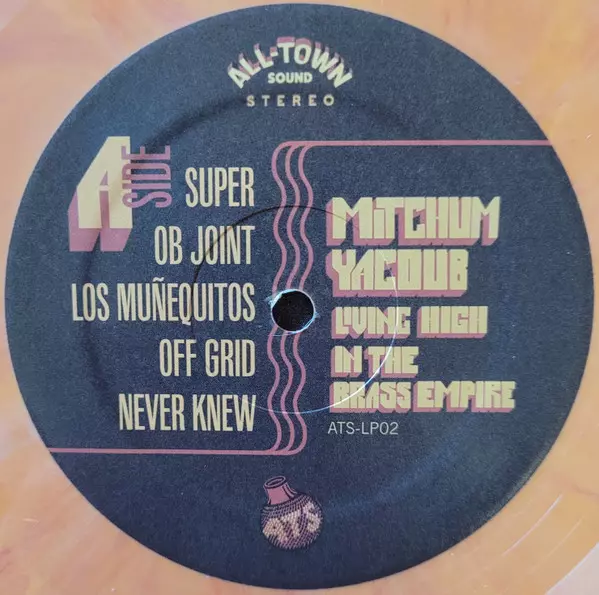 ALL-TOWN
SOUND
STEREO
A
SIDE
SUPER
OB JOINT
LOS MUÑEQUITOS
OFF GRID
NEVER KNEW
MITCHUM
YACOUB
LIVING HIGH
IN THE
BRASS EMPIRE
ATS-LP02
ATS